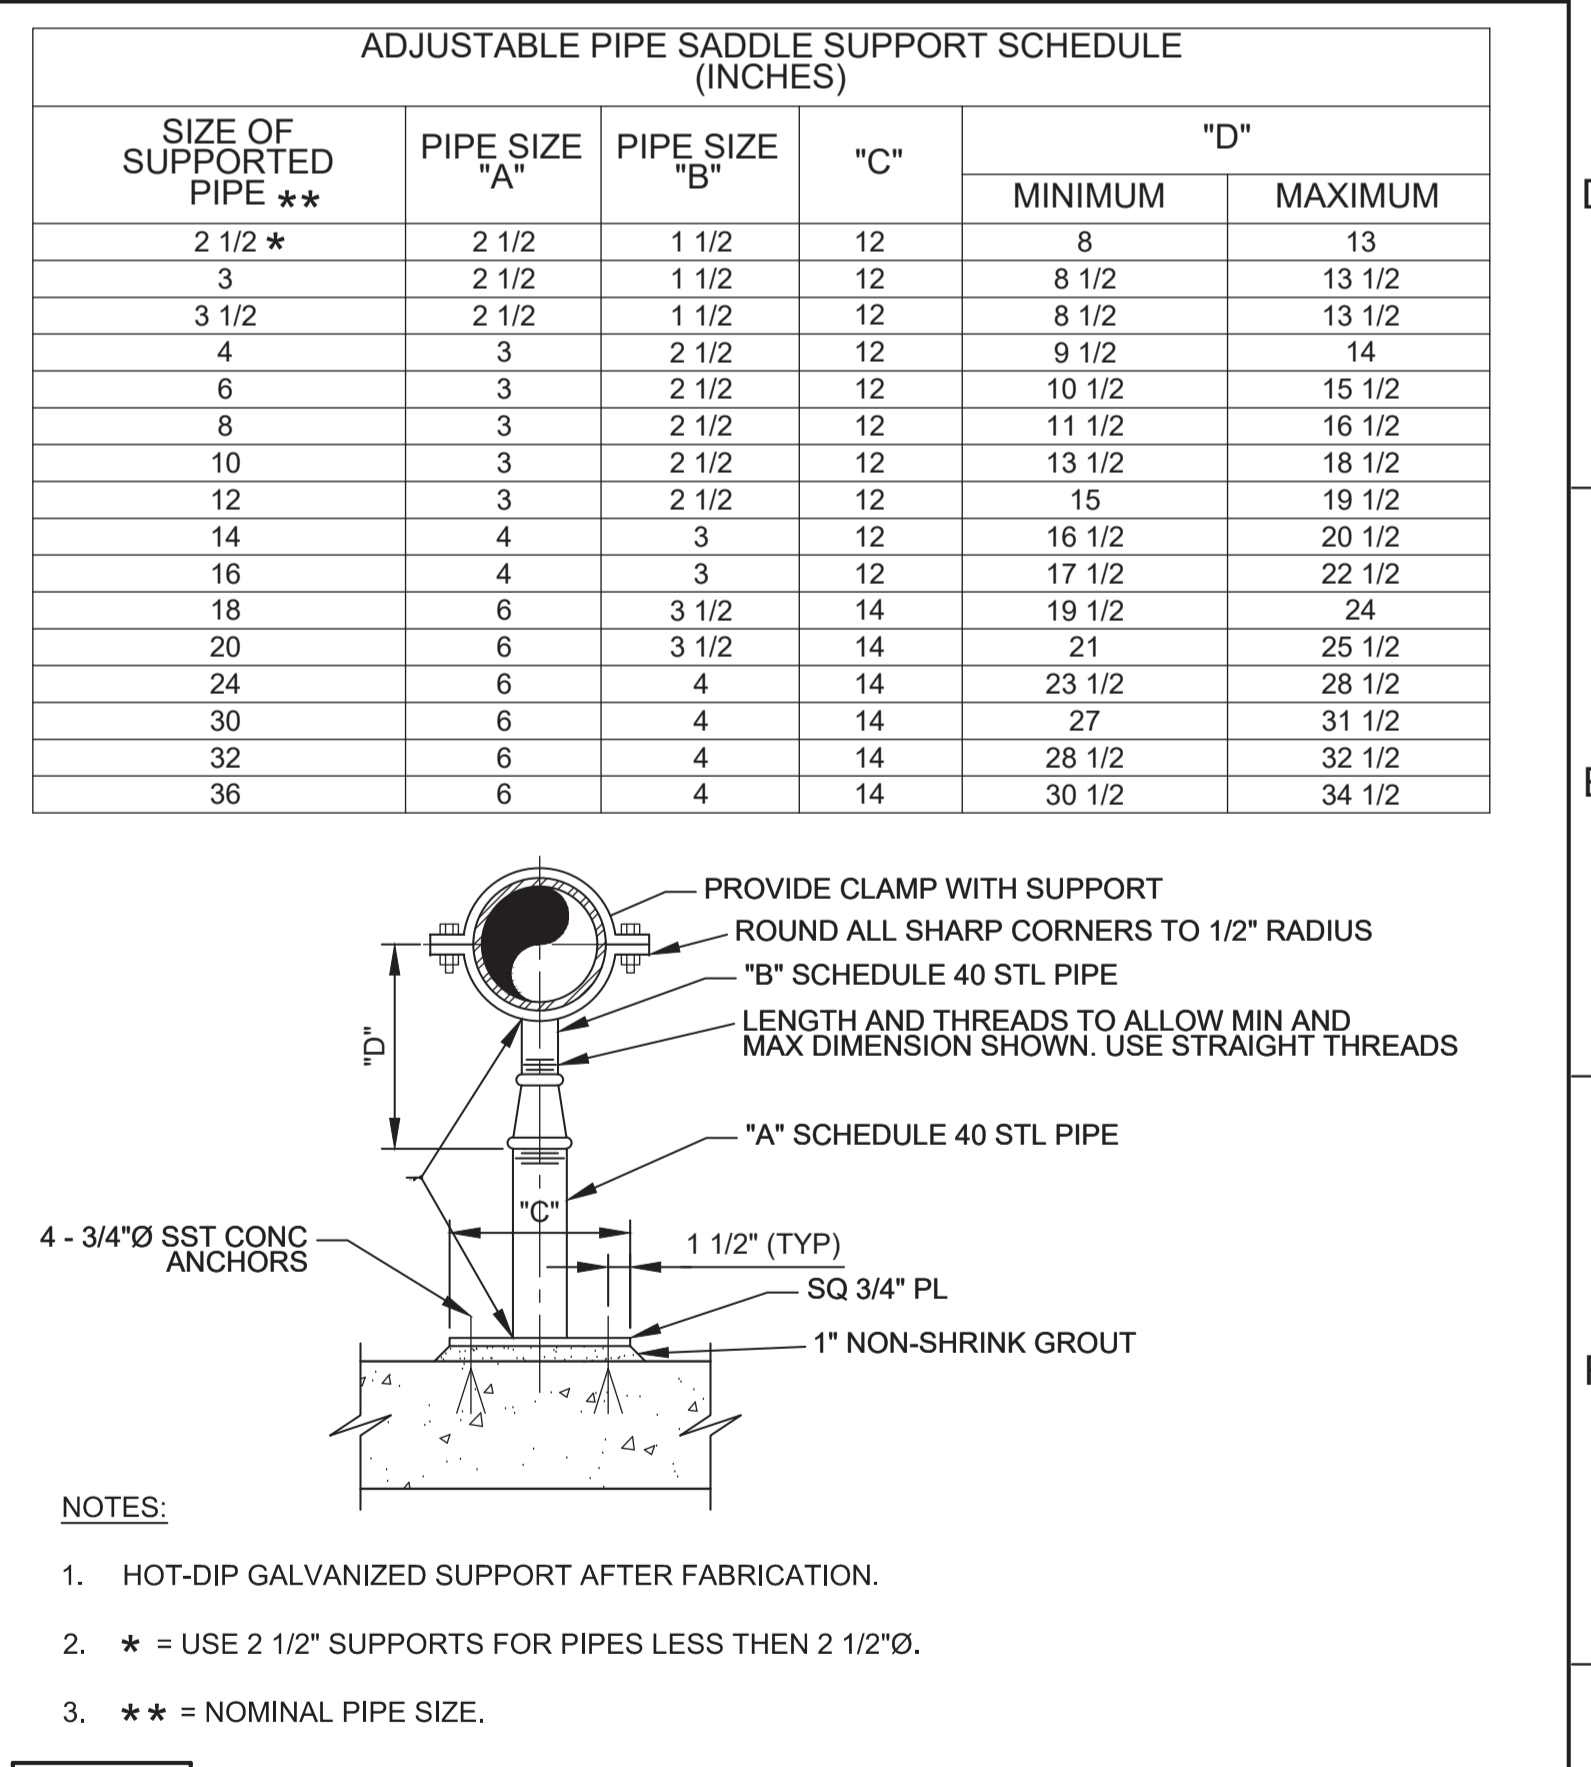 ADJUSTABLE PIPE SADDLE SUPPORT SCHEDULE
(INCHES)
SIZE OF
SUPPORTED
PIPE **
PIPE SIZE
"A"
PIPE SIZE
"B"
"C"
"D"
MINIMUM MAXIMUM
2 1/2 * 2 1/2 1 1/2 12 8 13
3 2 1/2 1 1/2 12 8 1/2 13 1/2
3 1/2 2 1/2 1 1/2 12 8 1/2 13 1/2
4 3 2 1/2 12 9 1/2 14
6 3 2 1/2 12 10 1/2 15 1/2
8 3 2 1/2 12 11 1/2 16 1/2
10 3 2 1/2 12 13 1/2 18 1/2
12 3 2 1/2 12 15 19 1/2
14 4 3 12 16 1/2 20 1/2
16 4 3 12 17 1/2 22 1/2
18 6 3 1/2 14 19 1/2 24
20 6 3 1/2 14 21 25 1/2
24 6 4 14 23 1/2 28 1/2
30 6 4 14 27 31 1/2
32 6 4 14 28 1/2 32 1/2
36 6 4 14 30 1/2 34 1/2
PROVIDE CLAMP WITH SUPPORT
ROUND ALL SHARP CORNERS TO 1/2" RADIUS
"B" SCHEDULE 40 STL PIPE
LENGTH AND THREADS TO ALLOW MIN AND
MAX DIMENSION SHOWN. USE STRAIGHT THREADS
"D"
"A" SCHEDULE 40 STL PIPE
"C"
4 - 3/4"Ø SST CONC
ANCHORS
1 1/2" (TYP)
SQ 3/4" PL
1" NON-SHRINK GROUT
NOTES:
1. HOT-DIP GALVANIZED SUPPORT AFTER FABRICATION.
2. * = USE 2 1/2" SUPPORTS FOR PIPES LESS THEN 2 1/2"Ø.
3. ** = NOMINAL PIPE SIZE.